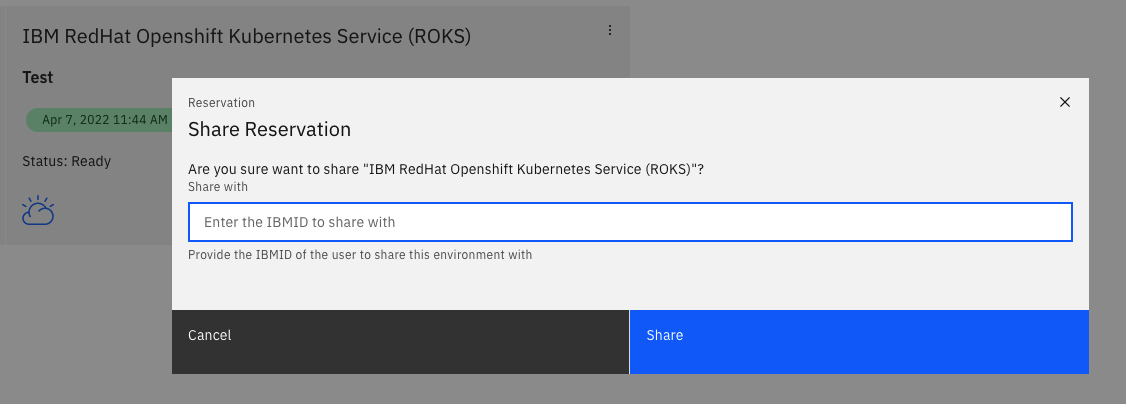 IBM RedHat Openshift Kubernetes Service (ROKS)
Test
Apr 7, 2022 11:44 AM
Status: Ready
Reservation
Share Reservation
Are you sure want to share "IBM RedHat Openshift Kubernetes Service (ROKS)"?
Share with
Enter the IBMID to share with
Provide the IBMID of the user to share this environment with
Cancel
Share